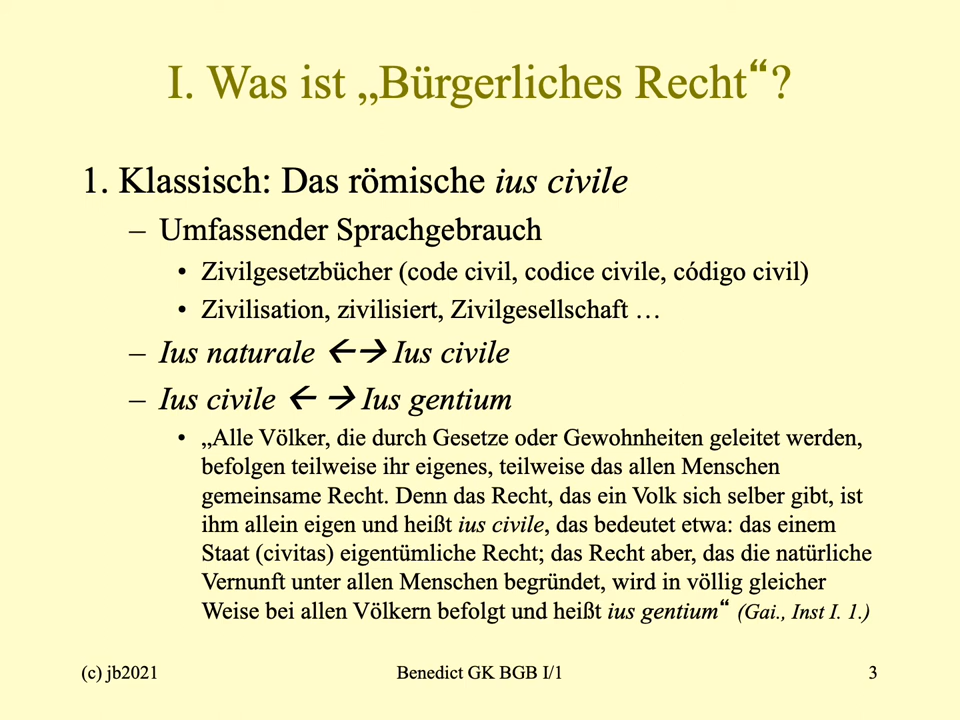 I. Was ist „Bürgerliches Recht“?
1. Klassisch: Das römische ius civile
– Umfassender Sprachgebrauch
• Zivilgesetzbücher (code civil, codice civile, código civil)
• Zivilisation, zivilisiert, Zivilgesellschaft …
– Ius naturale ←→ Ius civile
– Ius civile ← → Ius gentium
• „Alle Völker, die durch Gesetze oder Gewohnheiten geleitet werden,
befolgen teilweise ihr eigenes, teilweise das allen Menschen
gemeinsame Recht. Denn das Recht, das ein Volk sich selber gibt, ist
ihm allein eigen und heißt ius civile, das bedeutet etwa: das einem
Staat (civitas) eigentümliche Recht; das Recht aber, das die natürliche
Vernunft unter allen Menschen begründet, wird in völlig gleicher
Weise bei allen Völkern befolgt und heißt ius gentium“ (Gai., Inst I. 1.)
(c) jb2021 Benedict GK BGB I/1 3